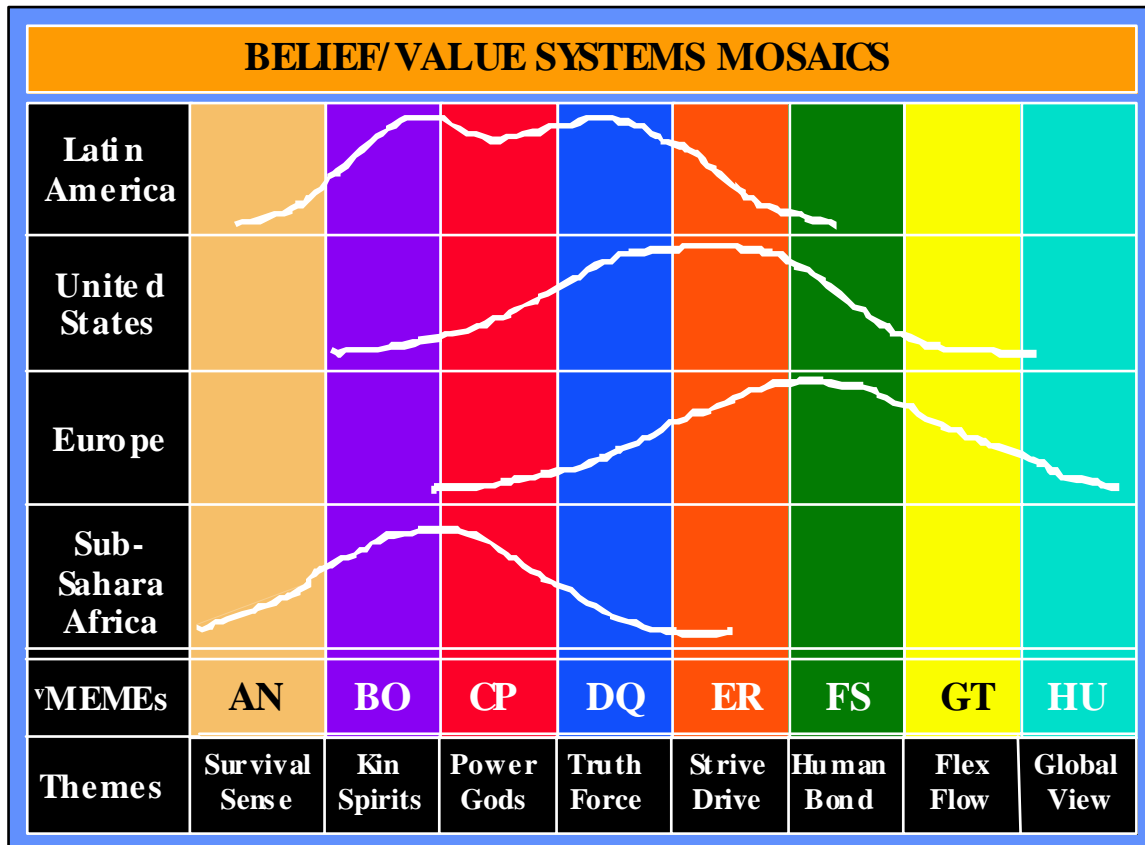 BELIEF/ VALUE SYSTEMS MOSAICS
Latin
America
United
States
Europe
Sub-
Sahara
Africa
vMEMEs AN BO CP DQ ER FS GT HU
Themes
Survival
Sense
Kin
Spirits
Power
Gods
Truth
Force
Strive
Drive
Human
Bond
Flex
Flow
Global
View